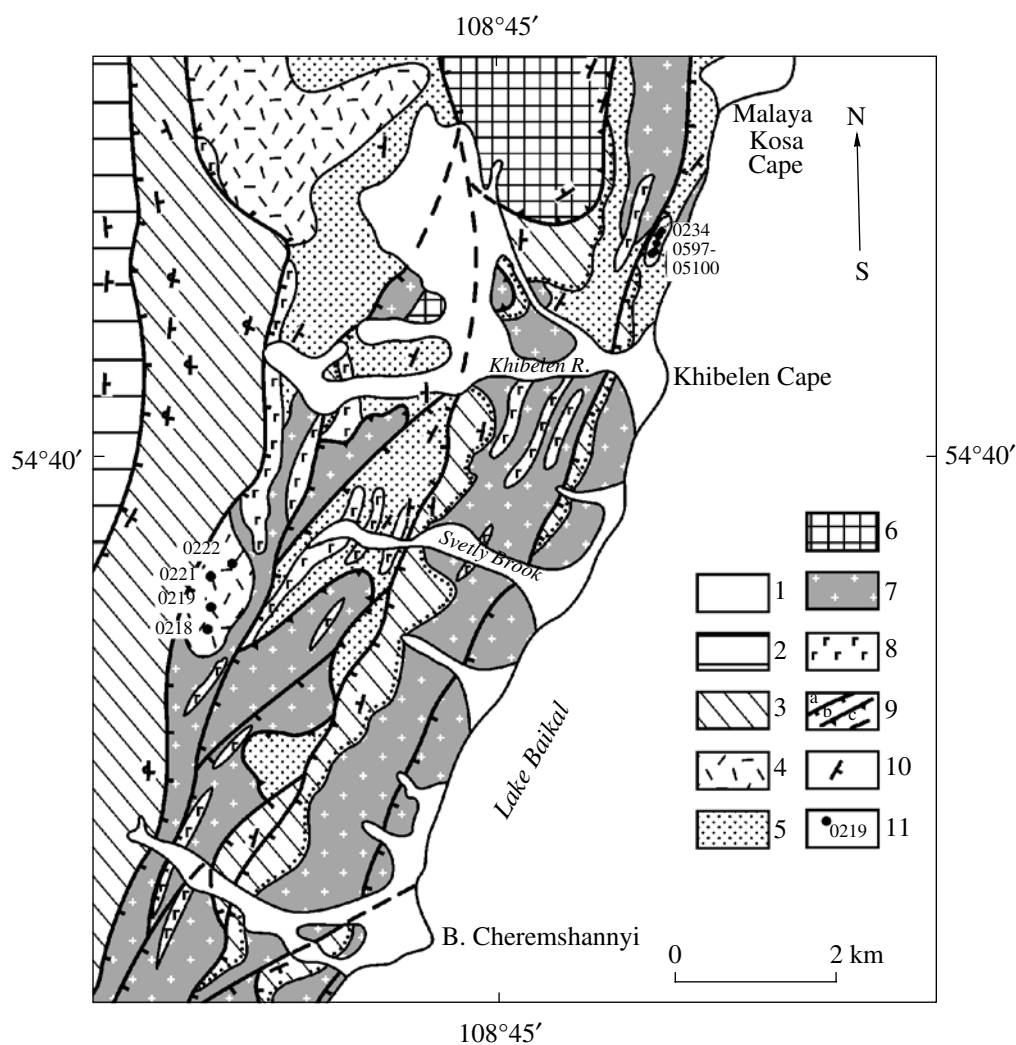 108°45′
Malaya
Kosa
Cape
N
S
0234
0597-
05100
Khibelen R.
Khibelen Cape
54°40′
54°40′
Svetly Brook
0222
0221
0219
0218
Lake Baikal
1
2
3
4
5
6
7
8
a
b
c
9
10
0219
11
B. Cheremshannyi
0
2 km
108°45′